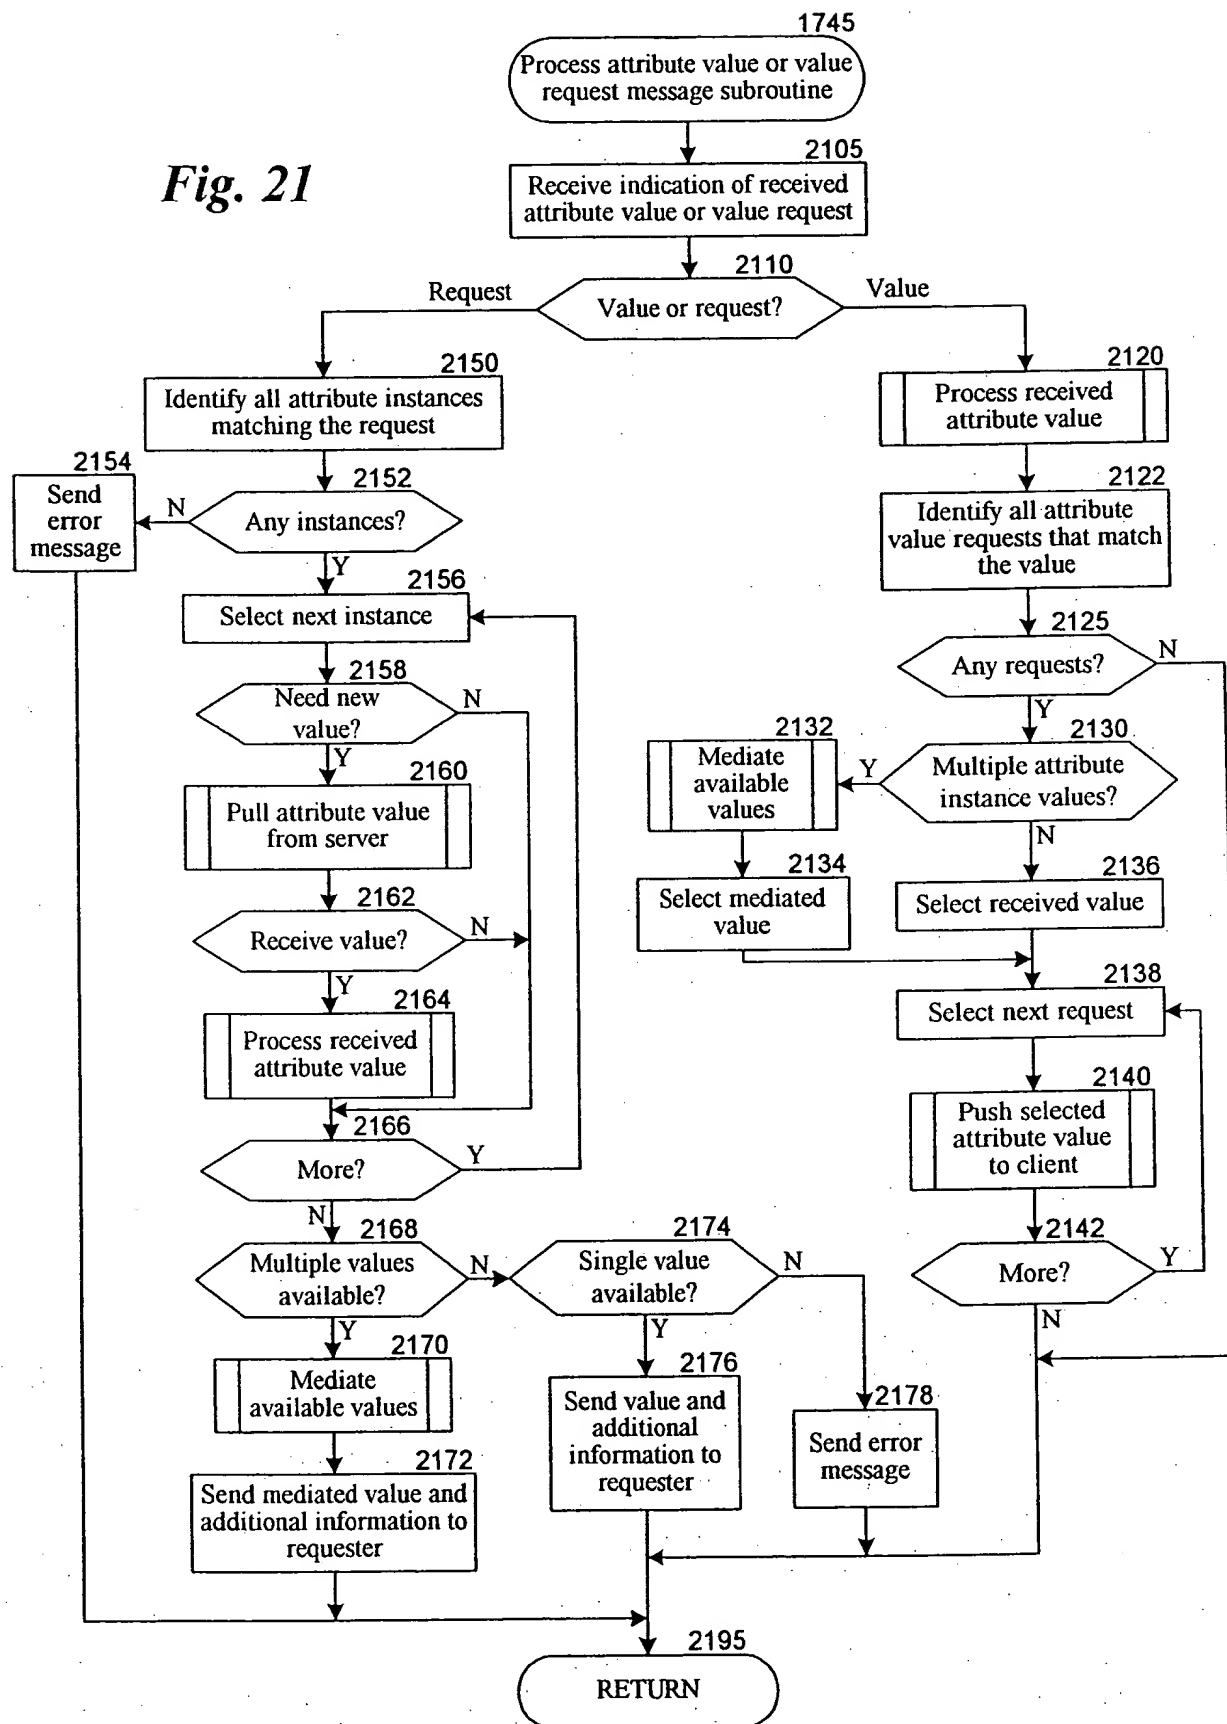 1745
Process attribute value or value
request message subroutine
Fig. 21
2105
Receive indication of received
attribute value or value request
2110
Value or request?
Request
Value
2150
Identify all attribute instances
matching the request
2152
Any instances?
N
2154
Send
error
message
Y
2156
Select next instance
2158
Need new
value?
N
Y
2160
Pull attribute value
from server
2162
Receive value?
N
Y
2164
Process received
attribute value
2166
More?
Y
N
2168
Multiple values
available?
N
Y
2170
Mediate
available values
2172
Send mediated value and
additional information to
requester
2174
Single value
available?
N
Y
2176
Send value and
additional
information to
requester
2178
Send error
message
2120
Process received
attribute value
2122
Identify all attribute
value requests that match
the value
2125
Any requests?
N
Y
2130
Multiple attribute
instance values?
Y
N
2132
Mediate
available
values
2134
Select mediated
value
2136
Select received value
2138
Select next request
2140
Push selected
attribute value
to client
2142
More?
Y
N
2195
RETURN